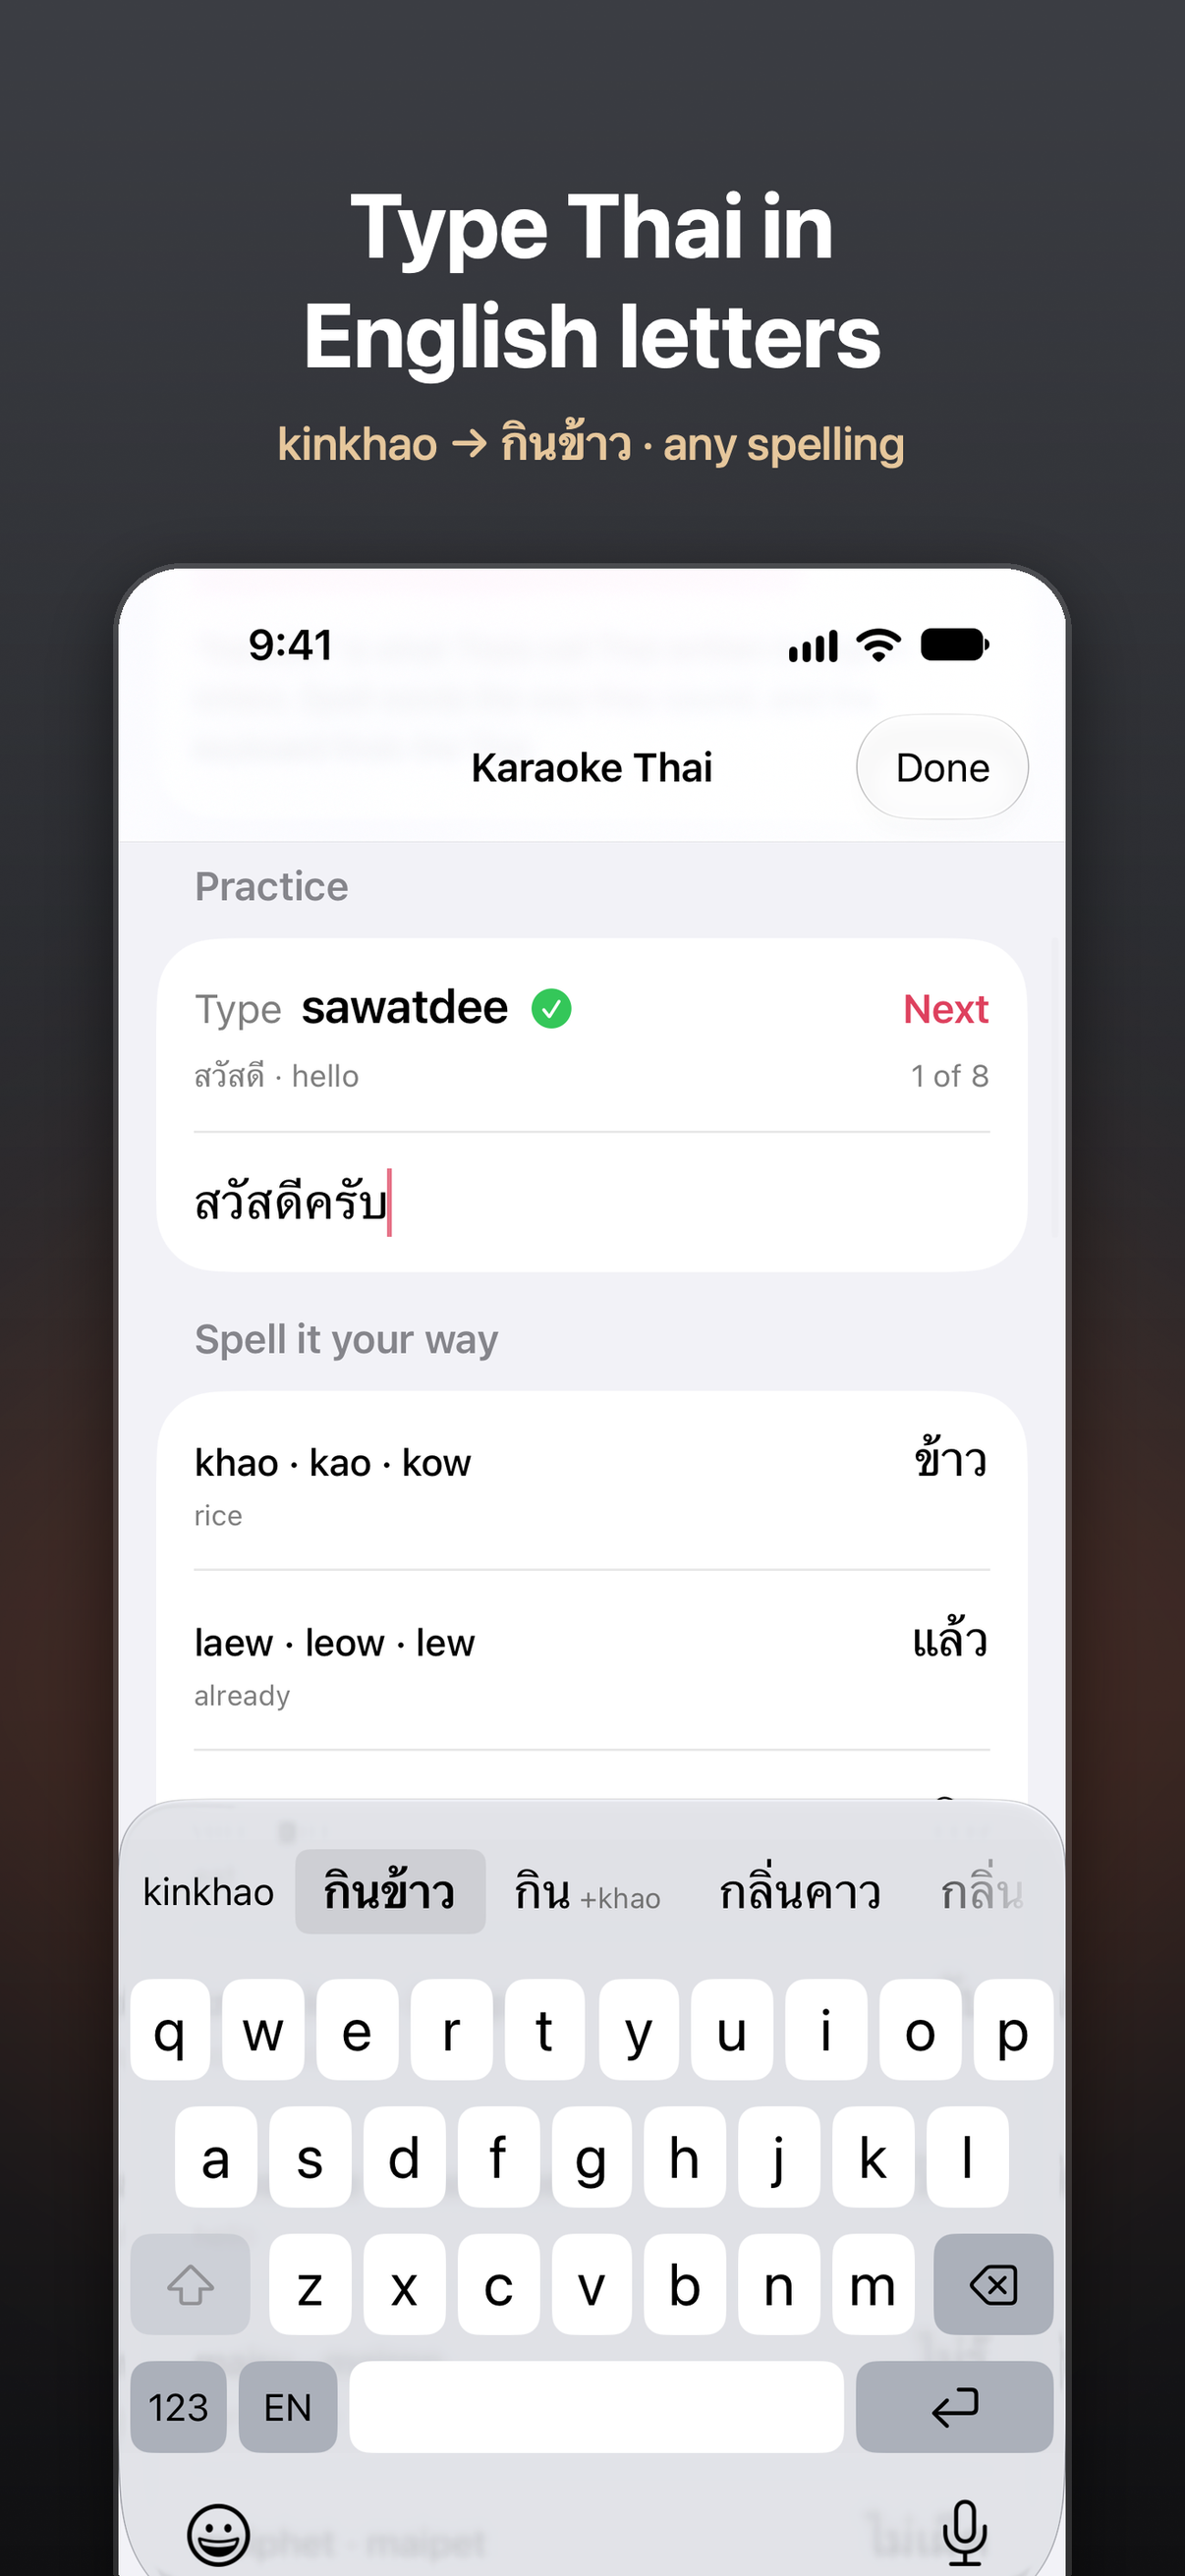 Type Thai in
English letters
kinkhao → กินข้าว · any spelling
9:41
Karaoke Thai
Done
Practice
Type sawatdee
Next
สวัสดี · hello
1 of 8
สวัสดีครับ
Spell it your way
khao · kao · kow
ข้าว
rice
laew · leow · lew
แล้ว
already
kinkhao กินข้าว กิน +khao กลิ่นคาว กลิ่น
q w e r t y u i o p
a s d f g h j k l
z x c v b n m
123 EN